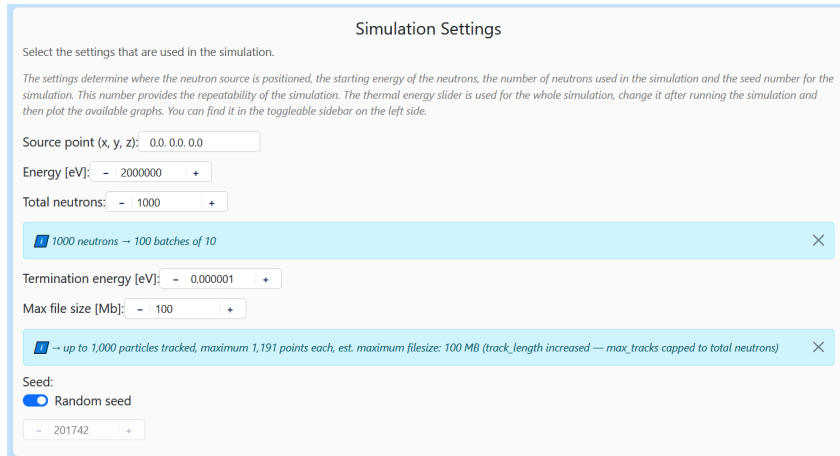 Simulation Settings
Select the settings that are used in the simulation.
The settings determine where the neutron source is positioned, the starting energy of the neutrons, the number of neutrons used in the simulation and the seed number for the
simulation. This number provides the repeatability of the simulation. The thermal energy slider is used for the whole simulation, change it after running the simulation and
then plot the available graphs. You can find it in the toggleable sidebar on the left side.
Source point (x, y, z): 0.0. 0.0. 0.0
Energy [eV]: - 2000000 +
Total neutrons: - 1000 +
i 1000 neutrons → 100 batches of 10
Termination energy [eV]: - 0,000001 +
Max file size [Mb]: - 100 +
i → up to 1,000 particles tracked, maximum 1,191 points each, est. maximum filesize: 100 MB (track_length increased — max_tracks capped to total neutrons)
Seed:
Random seed
- 201742 +